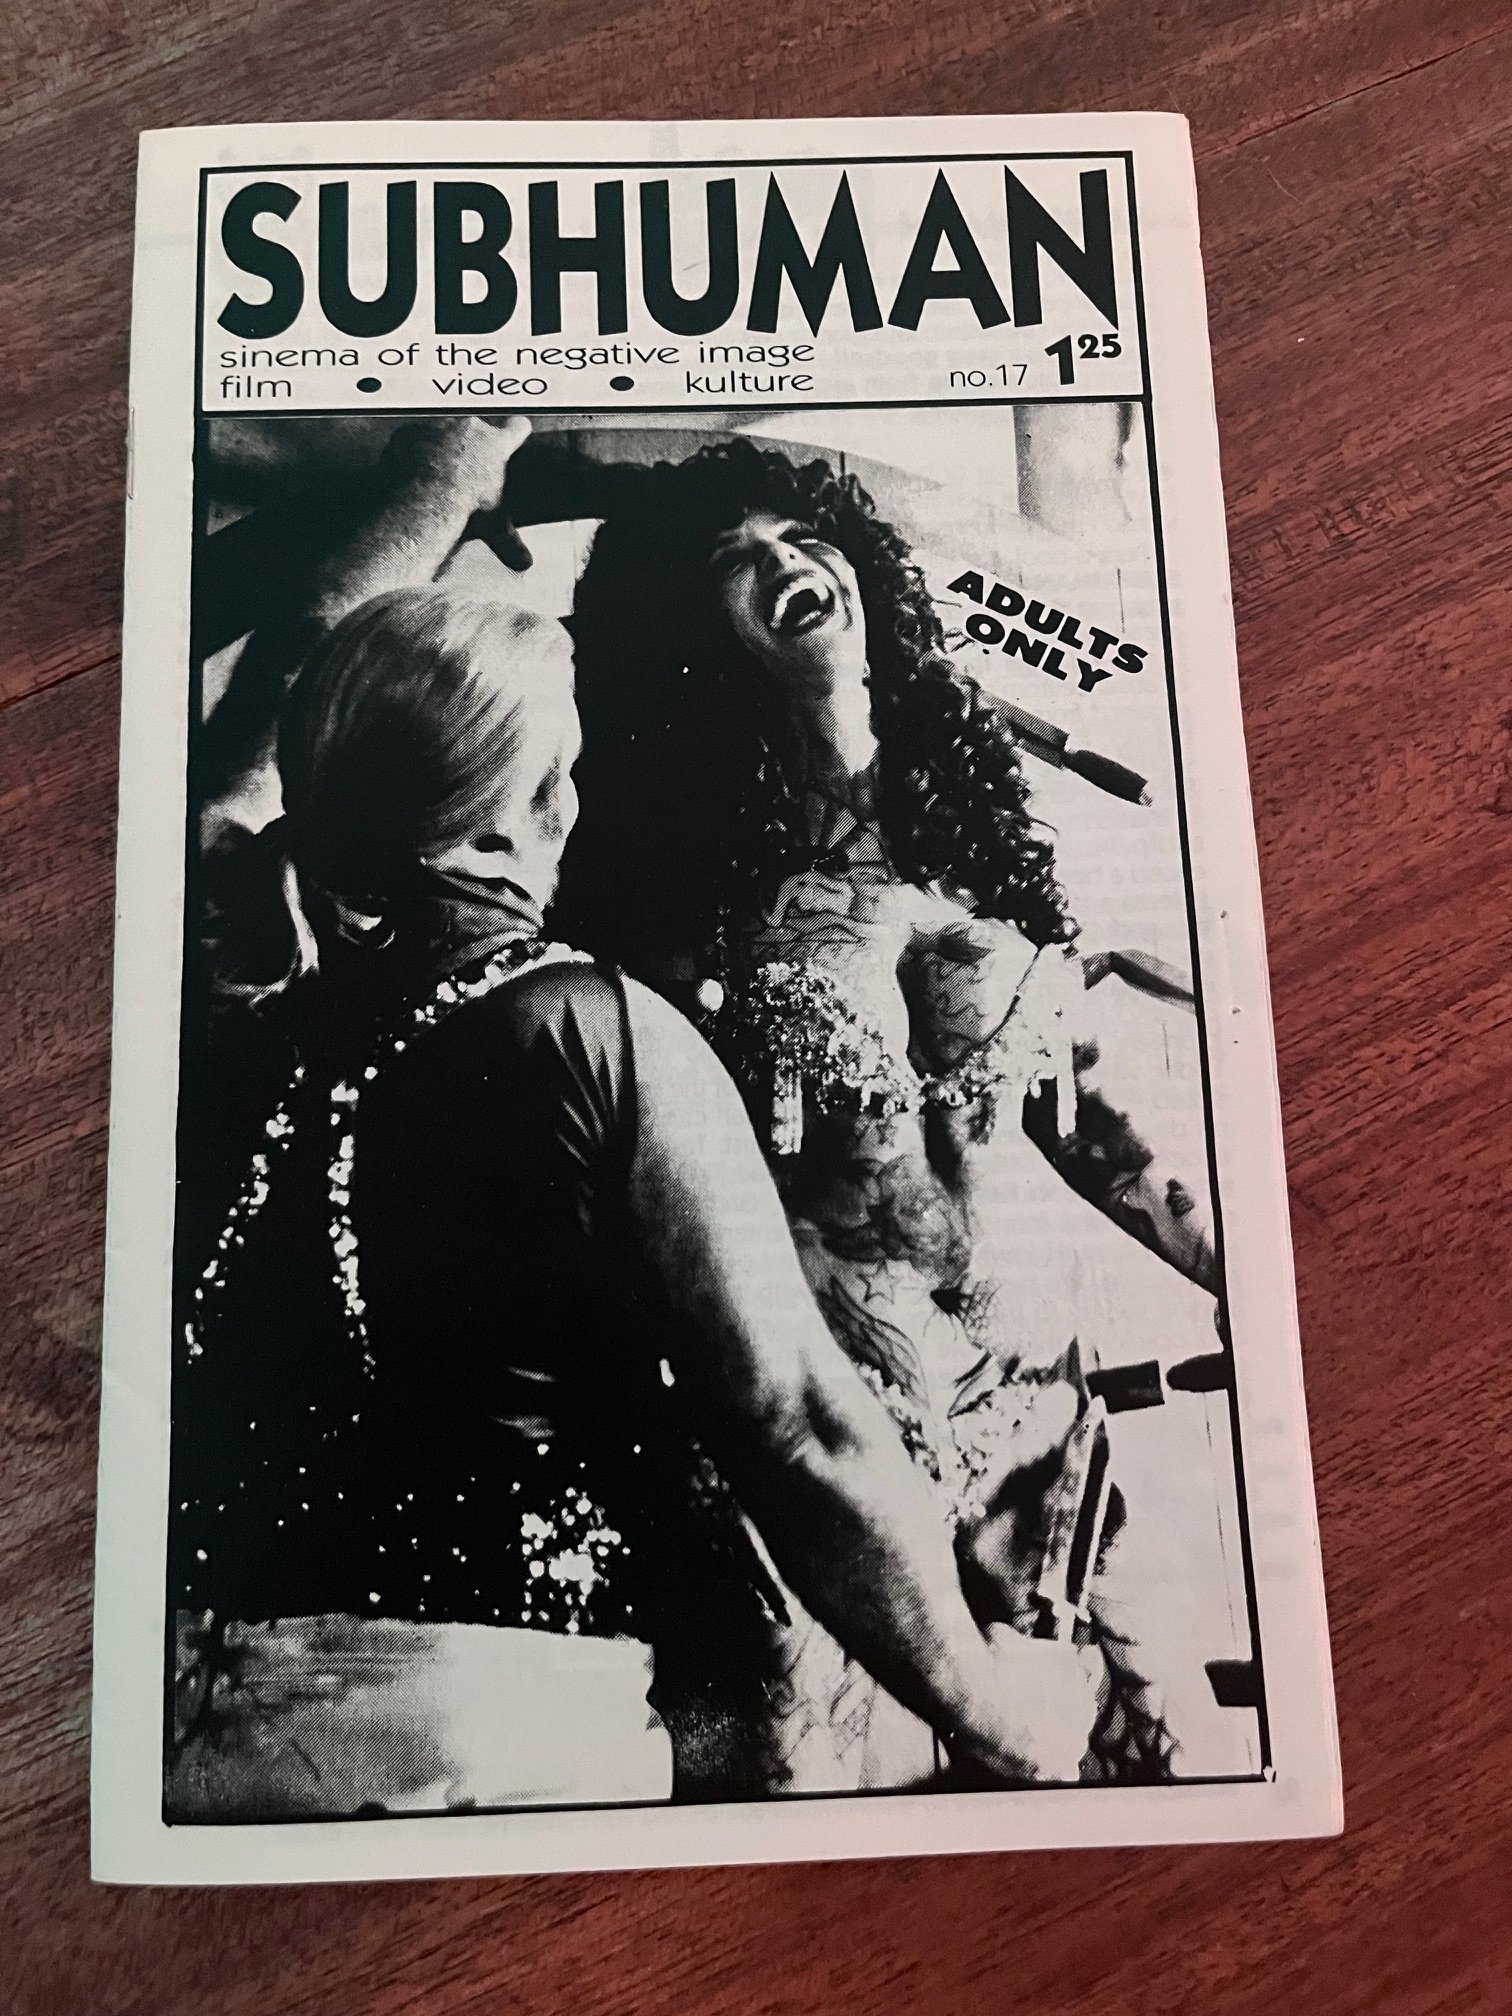 SUBHUMAN
sinema of the negative image
film • video • kulture
no.17 1 25
ADULTS
ONLY